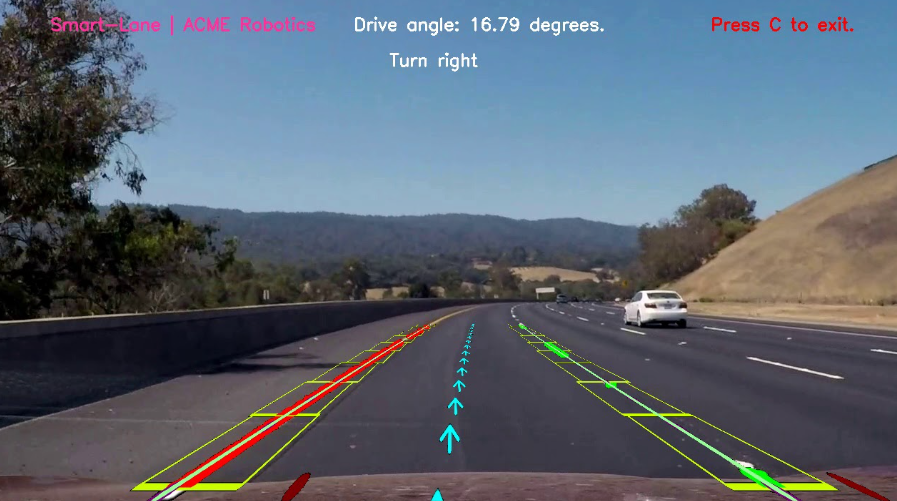 Smart-Lane | ACME Robotics
Drive angle: 16.79 degrees.
Press C to exit.
Turn right